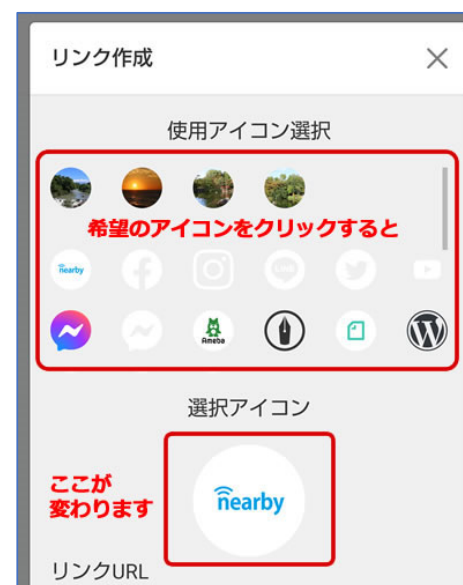 リンク作成
使用アイコン選択
希望のアイコンをクリックすると
nearby
LINE
Ameba
W
選択アイコン
nearby
ここが
変わります
リンクURL